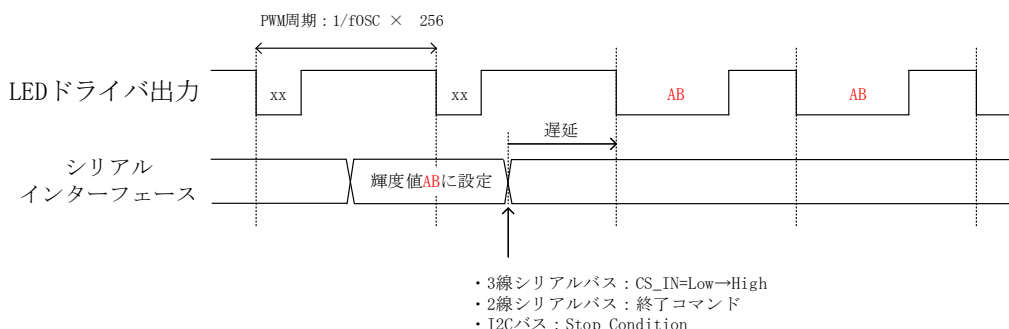 PWM周期：1/fOSC × 256
LEDドライバ出力
xx
xx
AB
AB
遅延
シリアル
インターフェース
輝度値ABに設定
・3線シリアルバス：CS_IN=Low→High
・2線シリアルバス：終了コマンド
・I2Cバス：Stop Condition